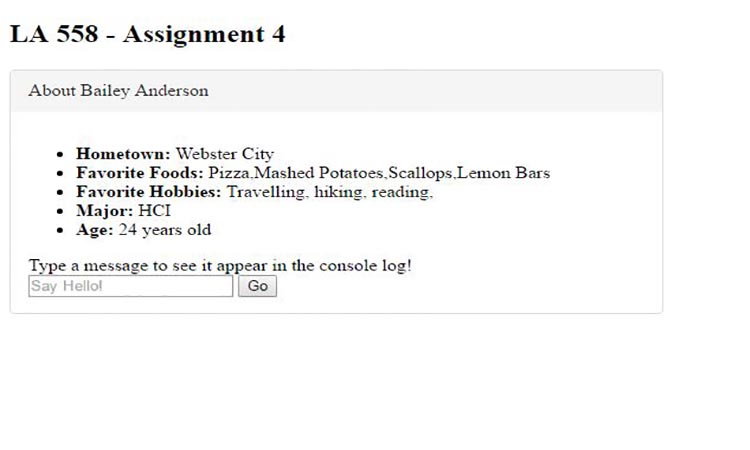 LA 558 - Assignment 4
About Bailey Anderson
Hometown: Webster City
Favorite Foods: Pizza,Mashed Potatoes,Scallops,Lemon Bars
Favorite Hobbies: Travelling, hiking, reading,
Major: HCI
Age: 24 years old
Type a message to see it appear in the console log!
Say Hello! Go